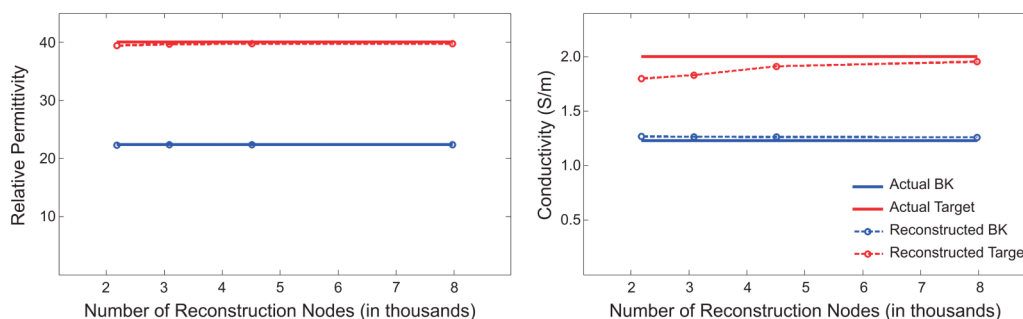 Relative Permittivity
40
30
20
10
2 3 4 5 6 7 8
Number of Reconstruction Nodes (in thousands)
Conductivity (S/m)
2.0
1.5
1.0
0.5
2 3 4 5 6 7 8
Number of Reconstruction Nodes (in thousands)
Actual BK
Actual Target
Reconstructed BK
Reconstructed Target